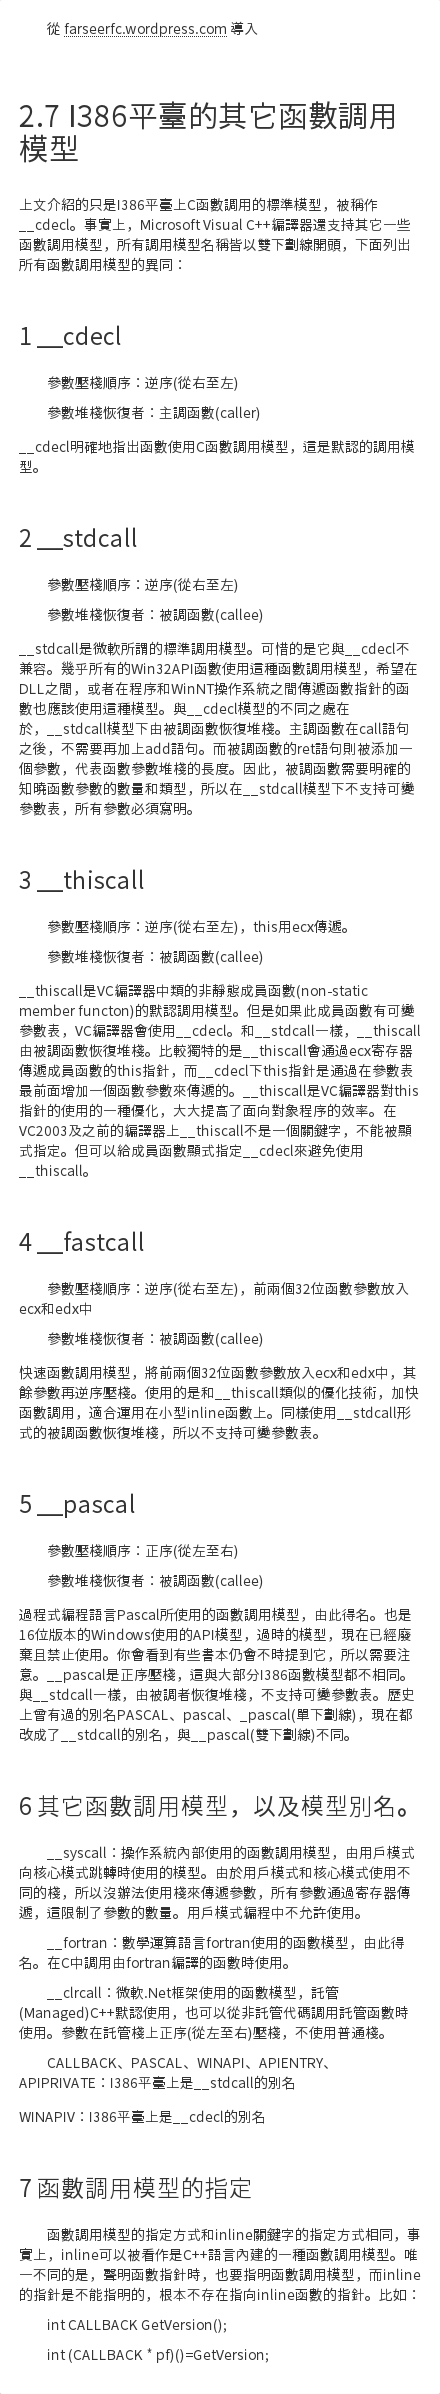 從 farseerfc.wordpress.com 導入
2.7 I386平臺的其它函數調用
模型
上文介紹的只是I386平臺上C函數調用的標準模型，被稱作
__cdecl。事實上，Microsoft Visual C++編譯器還支持其它一些
函數調用模型，所有調用模型名稱皆以雙下劃線開頭，下面列出
所有函數調用模型的異同：
1 __cdecl
參數壓棧順序：逆序(從右至左)
參數堆棧恢復者：主調函數(caller)
__cdecl明確地指出函數使用C函數調用模型，這是默認的調用模
型。
2 __stdcall
參數壓棧順序：逆序(從右至左)
參數堆棧恢復者：被調函數(callee)
__stdcall是微軟所謂的標準調用模型。可惜的是它與__cdecl不
兼容。幾乎所有的Win32API函數使用這種函數調用模型，希望在
DLL之間，或者在程序和WinNT操作系統之間傳遞函數指針的函
數也應該使用這種模型。與__cdecl模型的不同之處在
於，__stdcall模型下由被調函數恢復堆棧。主調函數在call語句
之後，不需要再加上add語句。而被調函數的ret語句則被添加一
個參數，代表函數參數堆棧的長度。因此，被調函數需要明確的
知曉函數參數的數量和類型，所以在__stdcall模型下不支持可變
參數表，所有參數必須寫明。
3 __thiscall
參數壓棧順序：逆序(從右至左)，this用ecx傳遞。
參數堆棧恢復者：被調函數(callee)
__thiscall是VC編譯器中類的非靜態成員函數(non-static
member functon)的默認調用模型。但是如果此成員函數有可變
參數表，VC編譯器會使用__cdecl。和__stdcall一樣，__thiscall
由被調函數恢復堆棧。比較獨特的是__thiscall會通過ecx寄存器
傳遞成員函數的this指針，而__cdecl下this指針是通過在參數表
最前面增加一個函數參數來傳遞的。__thiscall是VC編譯器對this
指針的使用的一種優化，大大提高了面向對象程序的效率。在
VC2003及之前的編譯器上__thiscall不是一個關鍵字，不能被顯
式指定。但可以給成員函數顯式指定__cdecl來避免使用
__thiscall。
4 __fastcall
參數壓棧順序：逆序(從右至左)，前兩個32位函數參數放入
ecx和edx中
參數堆棧恢復者：被調函數(callee)
快速函數調用模型，將前兩個32位函數參數放入ecx和edx中，其
餘參數再逆序壓棧。使用的是和__thiscall類似的優化技術，加快
函數調用，適合運用在小型inline函數上。同樣使用__stdcall形
式的被調函數恢復堆棧，所以不支持可變參數表。
5 __pascal
參數壓棧順序：正序(從左至右)
參數堆棧恢復者：被調函數(callee)
過程式編程語言Pascal所使用的函數調用模型，由此得名。也是
16位版本的Windows使用的API模型，過時的模型，現在已經廢
棄且禁止使用。你會看到有些書本仍會不時提到它，所以需要注
意。__pascal是正序壓棧，這與大部分I386函數模型都不相同。
與__stdcall一樣，由被調者恢復堆棧，不支持可變參數表。歷史
上曾有過的別名PASCAL、pascal、_pascal(單下劃線)，現在都
改成了__stdcall的別名，與__pascal(雙下劃線)不同。
6 其它函數調用模型，以及模型別名。
__syscall：操作系統內部使用的函數調用模型，由用戶模式
向核心模式跳轉時使用的模型。由於用戶模式和核心模式使用不
同的棧，所以沒辦法使用棧來傳遞參數，所有參數通過寄存器傳
遞，這限制了參數的數量。用戶模式編程中不允許使用。
__fortran：數學運算語言fortran使用的函數模型，由此得
名。在C中調用由fortran編譯的函數時使用。
__clrcall：微軟.Net框架使用的函數模型，託管
(Managed)C++默認使用，也可以從非託管代碼調用託管函數時
使用。參數在託管棧上正序(從左至右)壓棧，不使用普通棧。
CALLBACK、PASCAL、WINAPI、APIENTRY、
APIPRIVATE：I386平臺上是__stdcall的別名
WINAPIV：I386平臺上是__cdecl的別名
7 函數調用模型的指定
函數調用模型的指定方式和inline關鍵字的指定方式相同，事
實上，inline可以被看作是C++語言內建的一種函數調用模型。唯
一不同的是，聲明函數指針時，也要指明函數調用模型，而inline
的指針是不能指明的，根本不存在指向inline函數的指針。比如：
int CALLBACK GetVersion();
int (CALLBACK * pf)()=GetVersion;